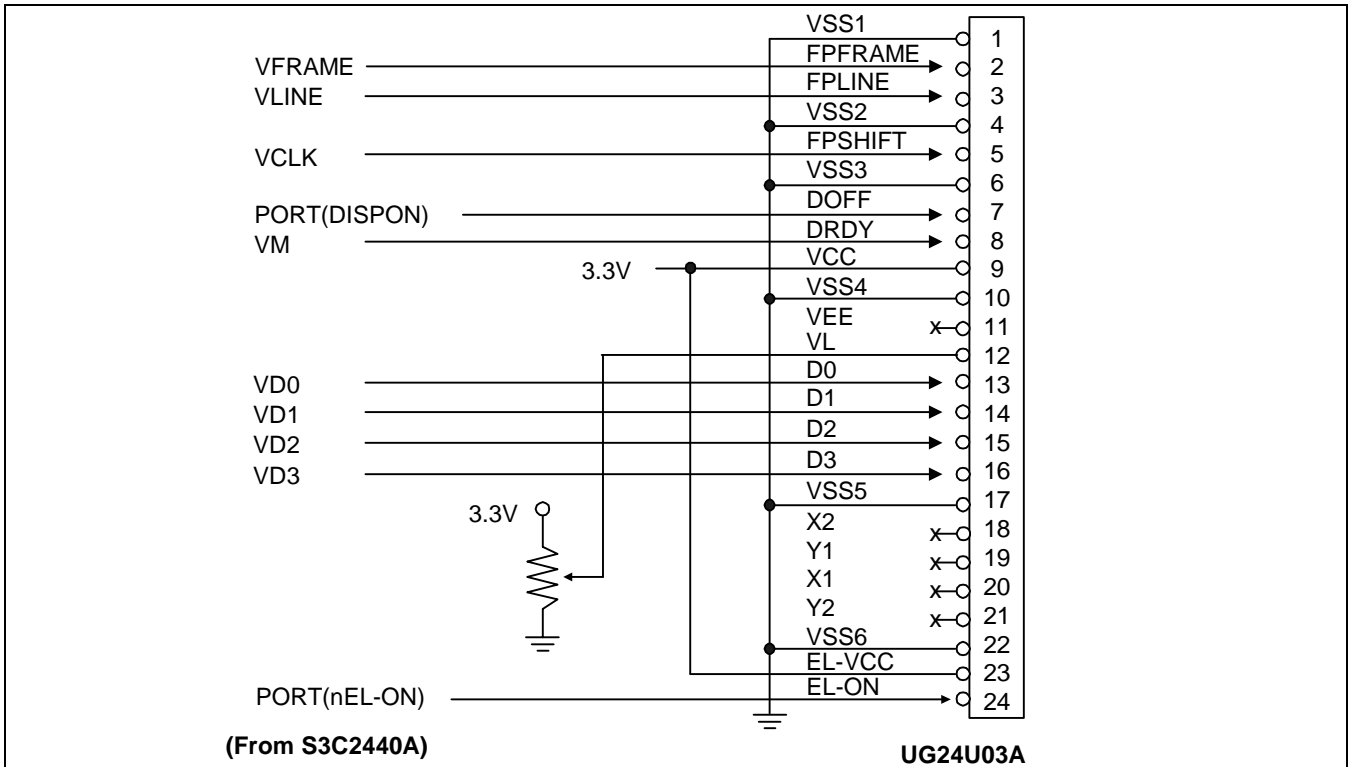 VSS1 1
VFRAME FPFRAME 2
VLINE FPLINE 3
VSS2 4
VCLK FPSHIFT 5
VSS3 6
PORT(DISPON) DOFF 7
VM DRDY 8
3.3V VCC 9
VSS4 10
VEE x 11
VL 12
VD0 D0 13
VD1 D1 14
VD2 D2 15
VD3 D3 16
VSS5 17
3.3V X2 x 18
Y1 x 19
X1 x 20
Y2 x 21
VSS6 22
EL-VCC 23
PORT(nEL-ON) EL-ON 24
(From S3C2440A) UG24U03A